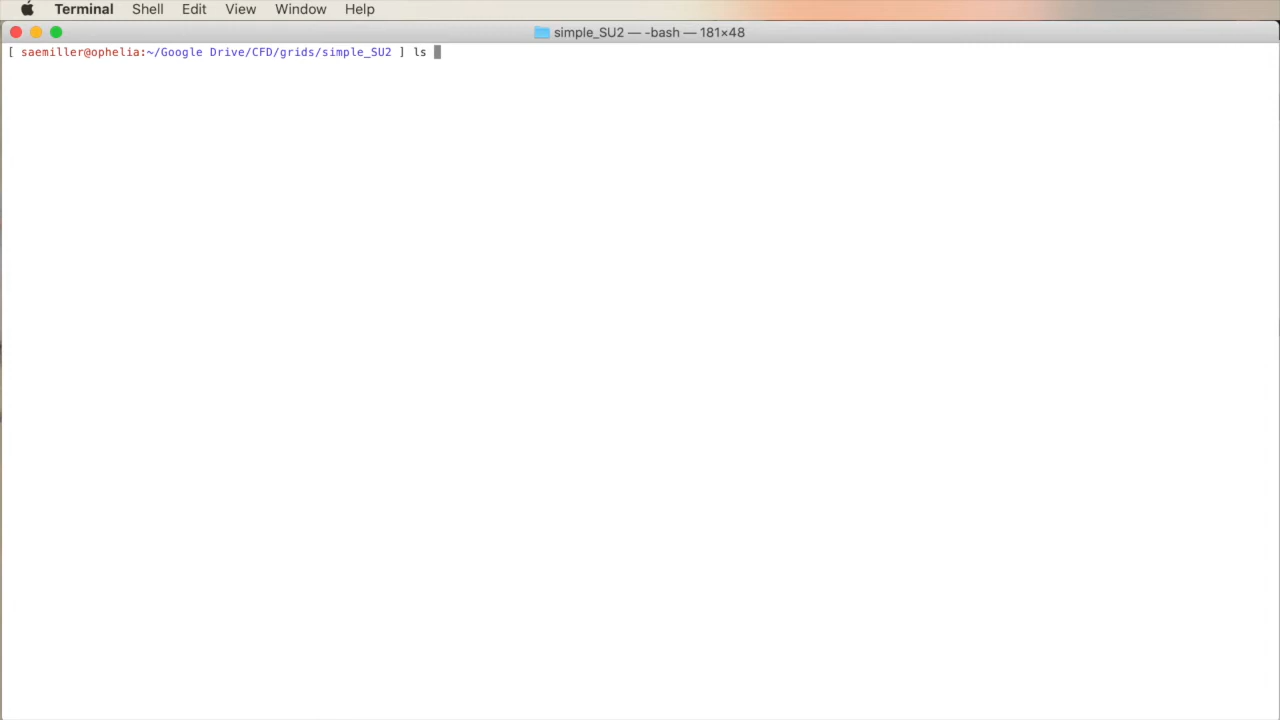 Terminal Shell Edit View Window Help
simple_SU2 — -bash — 181×48
[ saemiller@ophelia:~/Google Drive/CFD/grids/simple_SU2 ] ls